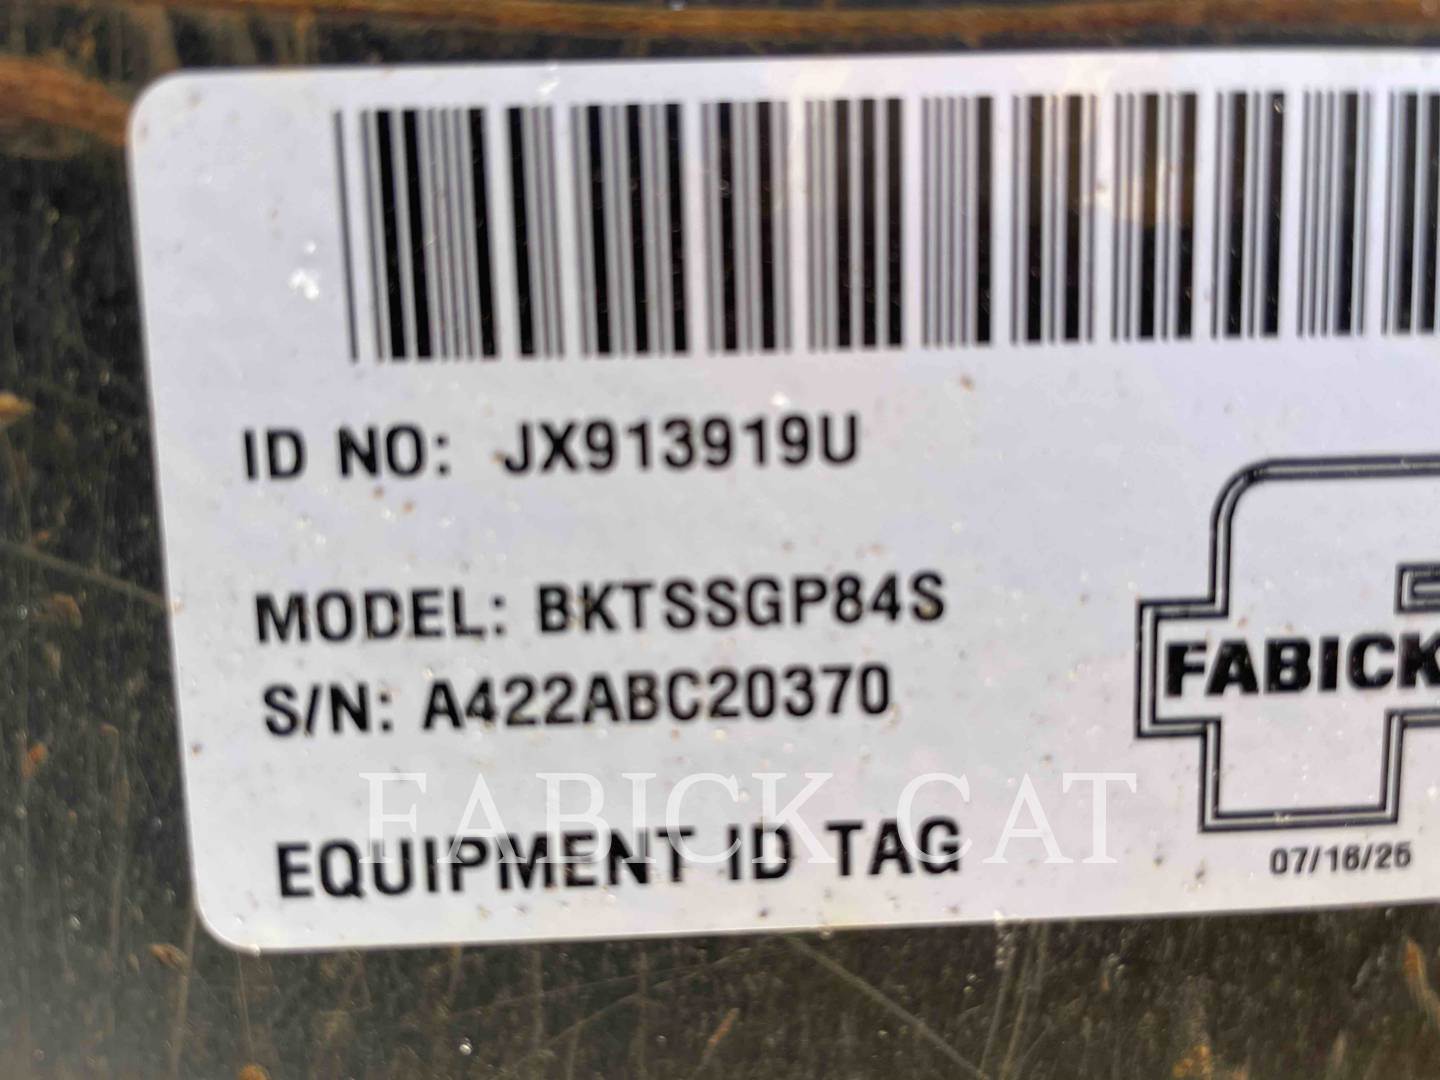 ID NO: JX913919U
MODEL: BKTSSGP84S
S/N: A422ABC20370
FABICK
FABICK CAT
EQUIPMENT ID TAG
07/16/25